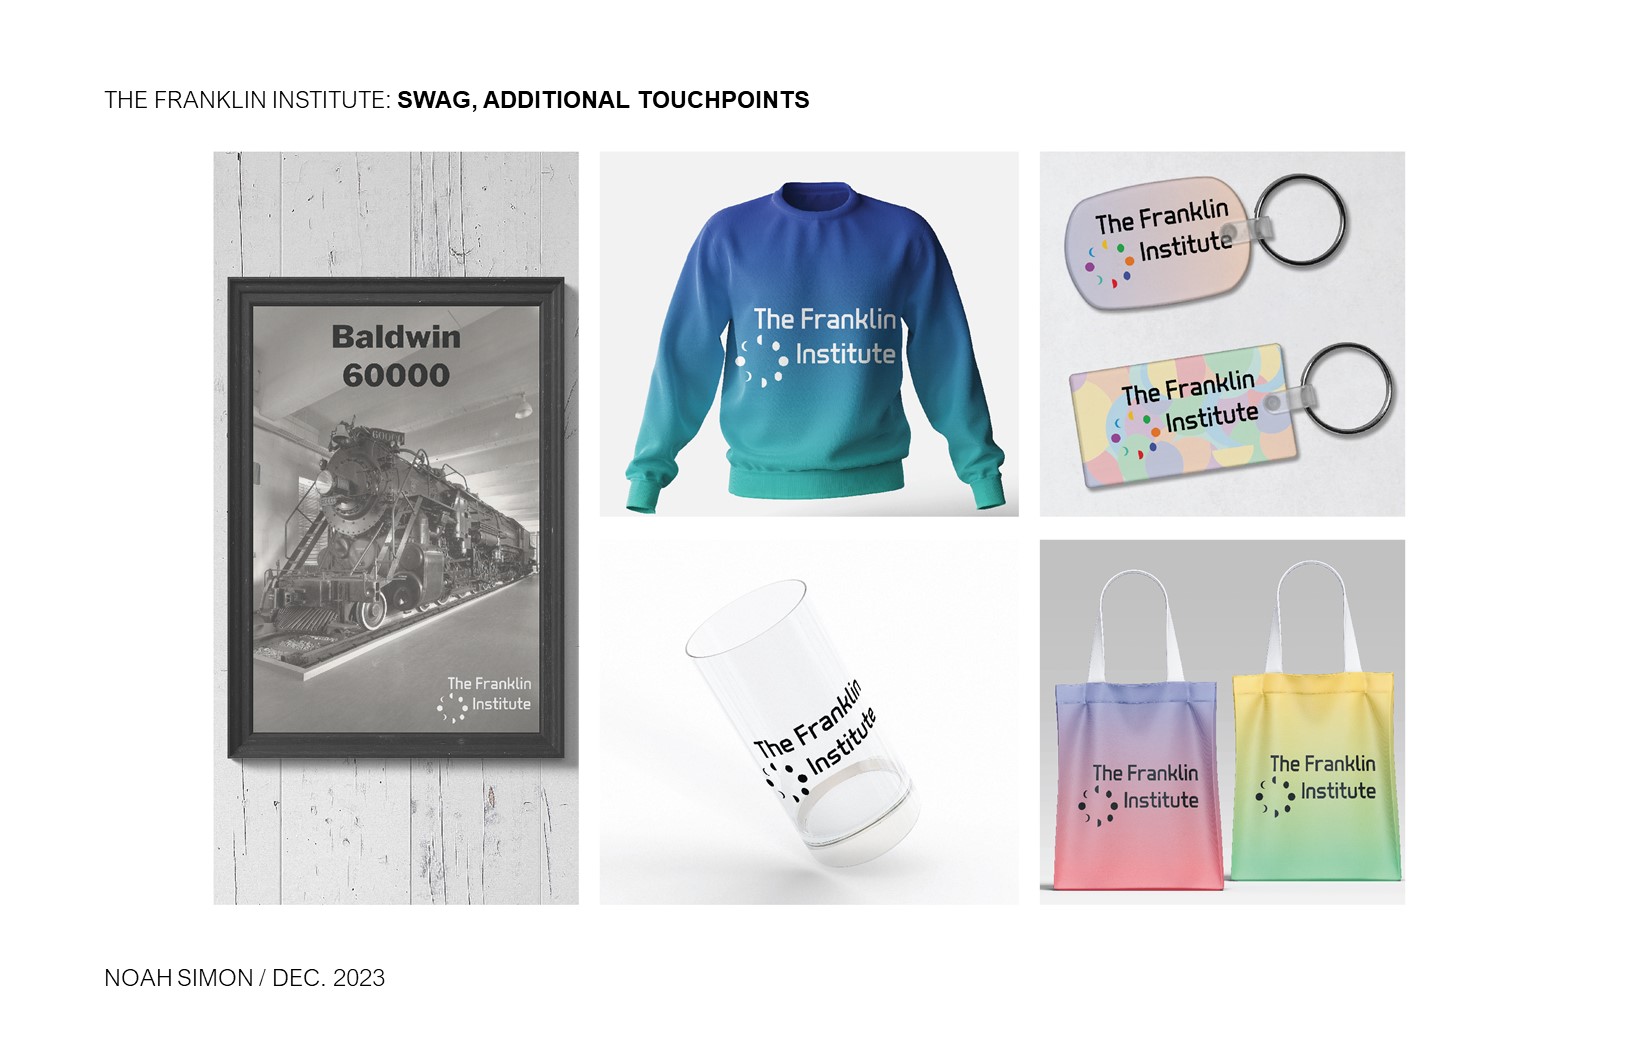 THE FRANKLIN INSTITUTE: SWAG, ADDITIONAL TOUCHPOINTS
Baldwin
60000
60000
The Franklin
Institute
The Franklin
Institute
The Franklin
Institute
The Franklin
Institute
The Franklin
Institute
The Franklin
Institute
The Franklin
Institute
NOAH SIMON / DEC. 2023